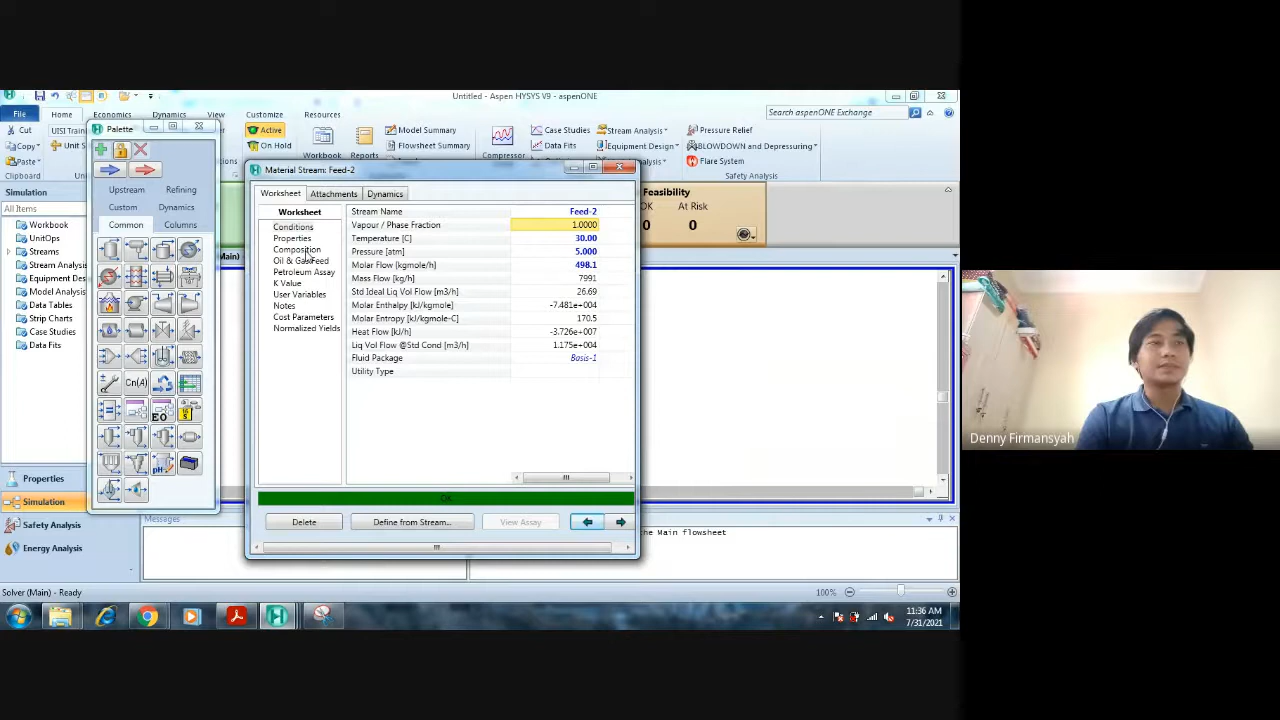 Untitled - Aspen HYSYS V9 - aspenONE
File Home Economics Dynamics View Customize Resources
Search aspenONE Exchange
Cut
Copy
Paste
Clipboard
Unit S
Active
On Hold
Workbook
Reports
Model Summary
Flowsheet Summary
Compressor
Case Studies
Data Fits
Stream Analysis
Equipment Design
Pressure Relief
BLOWDOWN and Depressuring
Flare System
Safety Analysis
Palette
Upstream Refining
Custom Dynamics
Common Columns
Cn(A)
EO
pH
Simulation
All Items
Workbook
UnitOps
Streams
Stream Analysis
Equipment Design
Model Analysis
Data Tables
Strip Charts
Case Studies
Data Fits
Properties
Simulation
Safety Analysis
Energy Analysis
Feasibility
OK At Risk
0 0
Material Stream: Feed-2
Worksheet Attachments Dynamics
Worksheet
Conditions
Properties
Composition
Oil & Gas Feed
Petroleum Assay
K Value
User Variables
Notes
Cost Parameters
Normalized Yields
Stream Name Feed-2
Vapour / Phase Fraction 1.0000
Temperature [C] 30.00
Pressure [atm] 5.000
Molar Flow [kgmole/h] 498.1
Mass Flow [kg/h] 7991
Std Ideal Liq Vol Flow [m3/h] 26.69
Molar Enthalpy [kJ/kgmole] -7.481e+004
Molar Entropy [kJ/kgmole-C] 170.5
Heat Flow [kJ/h] -3.726e+007
Liq Vol Flow @Std Cond [m3/h] 1.175e+004
Fluid Package Basis-1
Utility Type
OK
Delete Define from Stream... View Assay
Messages
the Main flowsheet
Solver (Main) - Ready
100%
11:36 AM
7/31/2021
Denny Firmansyah